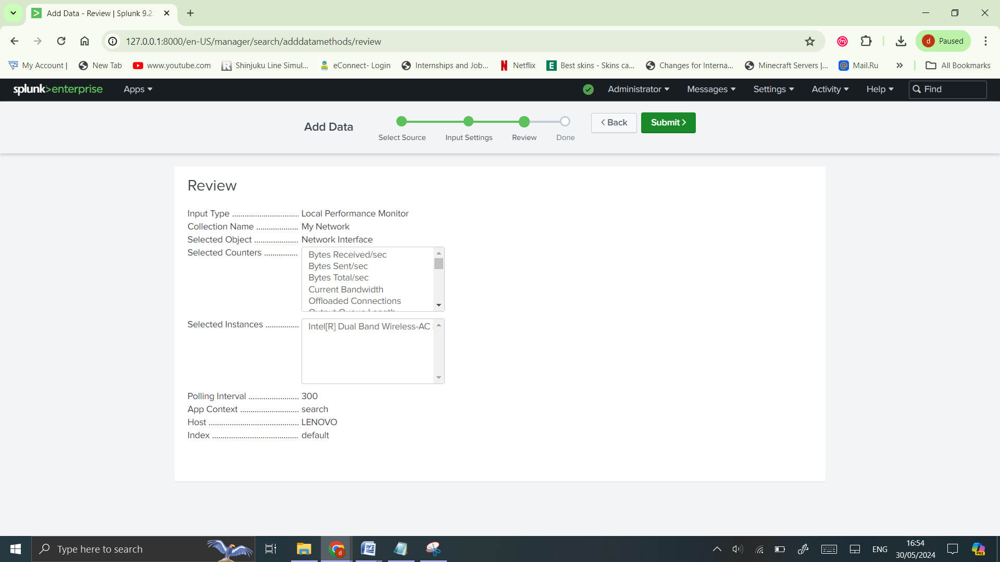 Add Data - Review | Splunk 9.2.
127.0.0.1:8000/en-US/manager/search/adddatamethods/review
d Paused
My Account | New Tab www.youtube.com Shinjuku Line Simul... eConnect- Login Internships and Job... Netflix Best skins - Skins ca... Changes for Interna... Minecraft Servers |... Mail.Ru All Bookmarks
splunk>enterprise Apps Administrator Messages Settings Activity Help Find
Add Data
Select Source Input Settings Review Done
< Back Submit >
Review
Input Type ................................ Local Performance Monitor
Collection Name .................... My Network
Selected Object ..................... Network Interface
Selected Counters ................
Bytes Received/sec
Bytes Sent/sec
Bytes Total/sec
Current Bandwidth
Offloaded Connections
Output Queue Length
Selected Instances ................ Intel[R] Dual Band Wireless-AC
Polling Interval ........................ 300
App Context ............................ search
Host ........................................... LENOVO
Index ......................................... default
Type here to search
ENG
16:54
30/05/2024
PRE